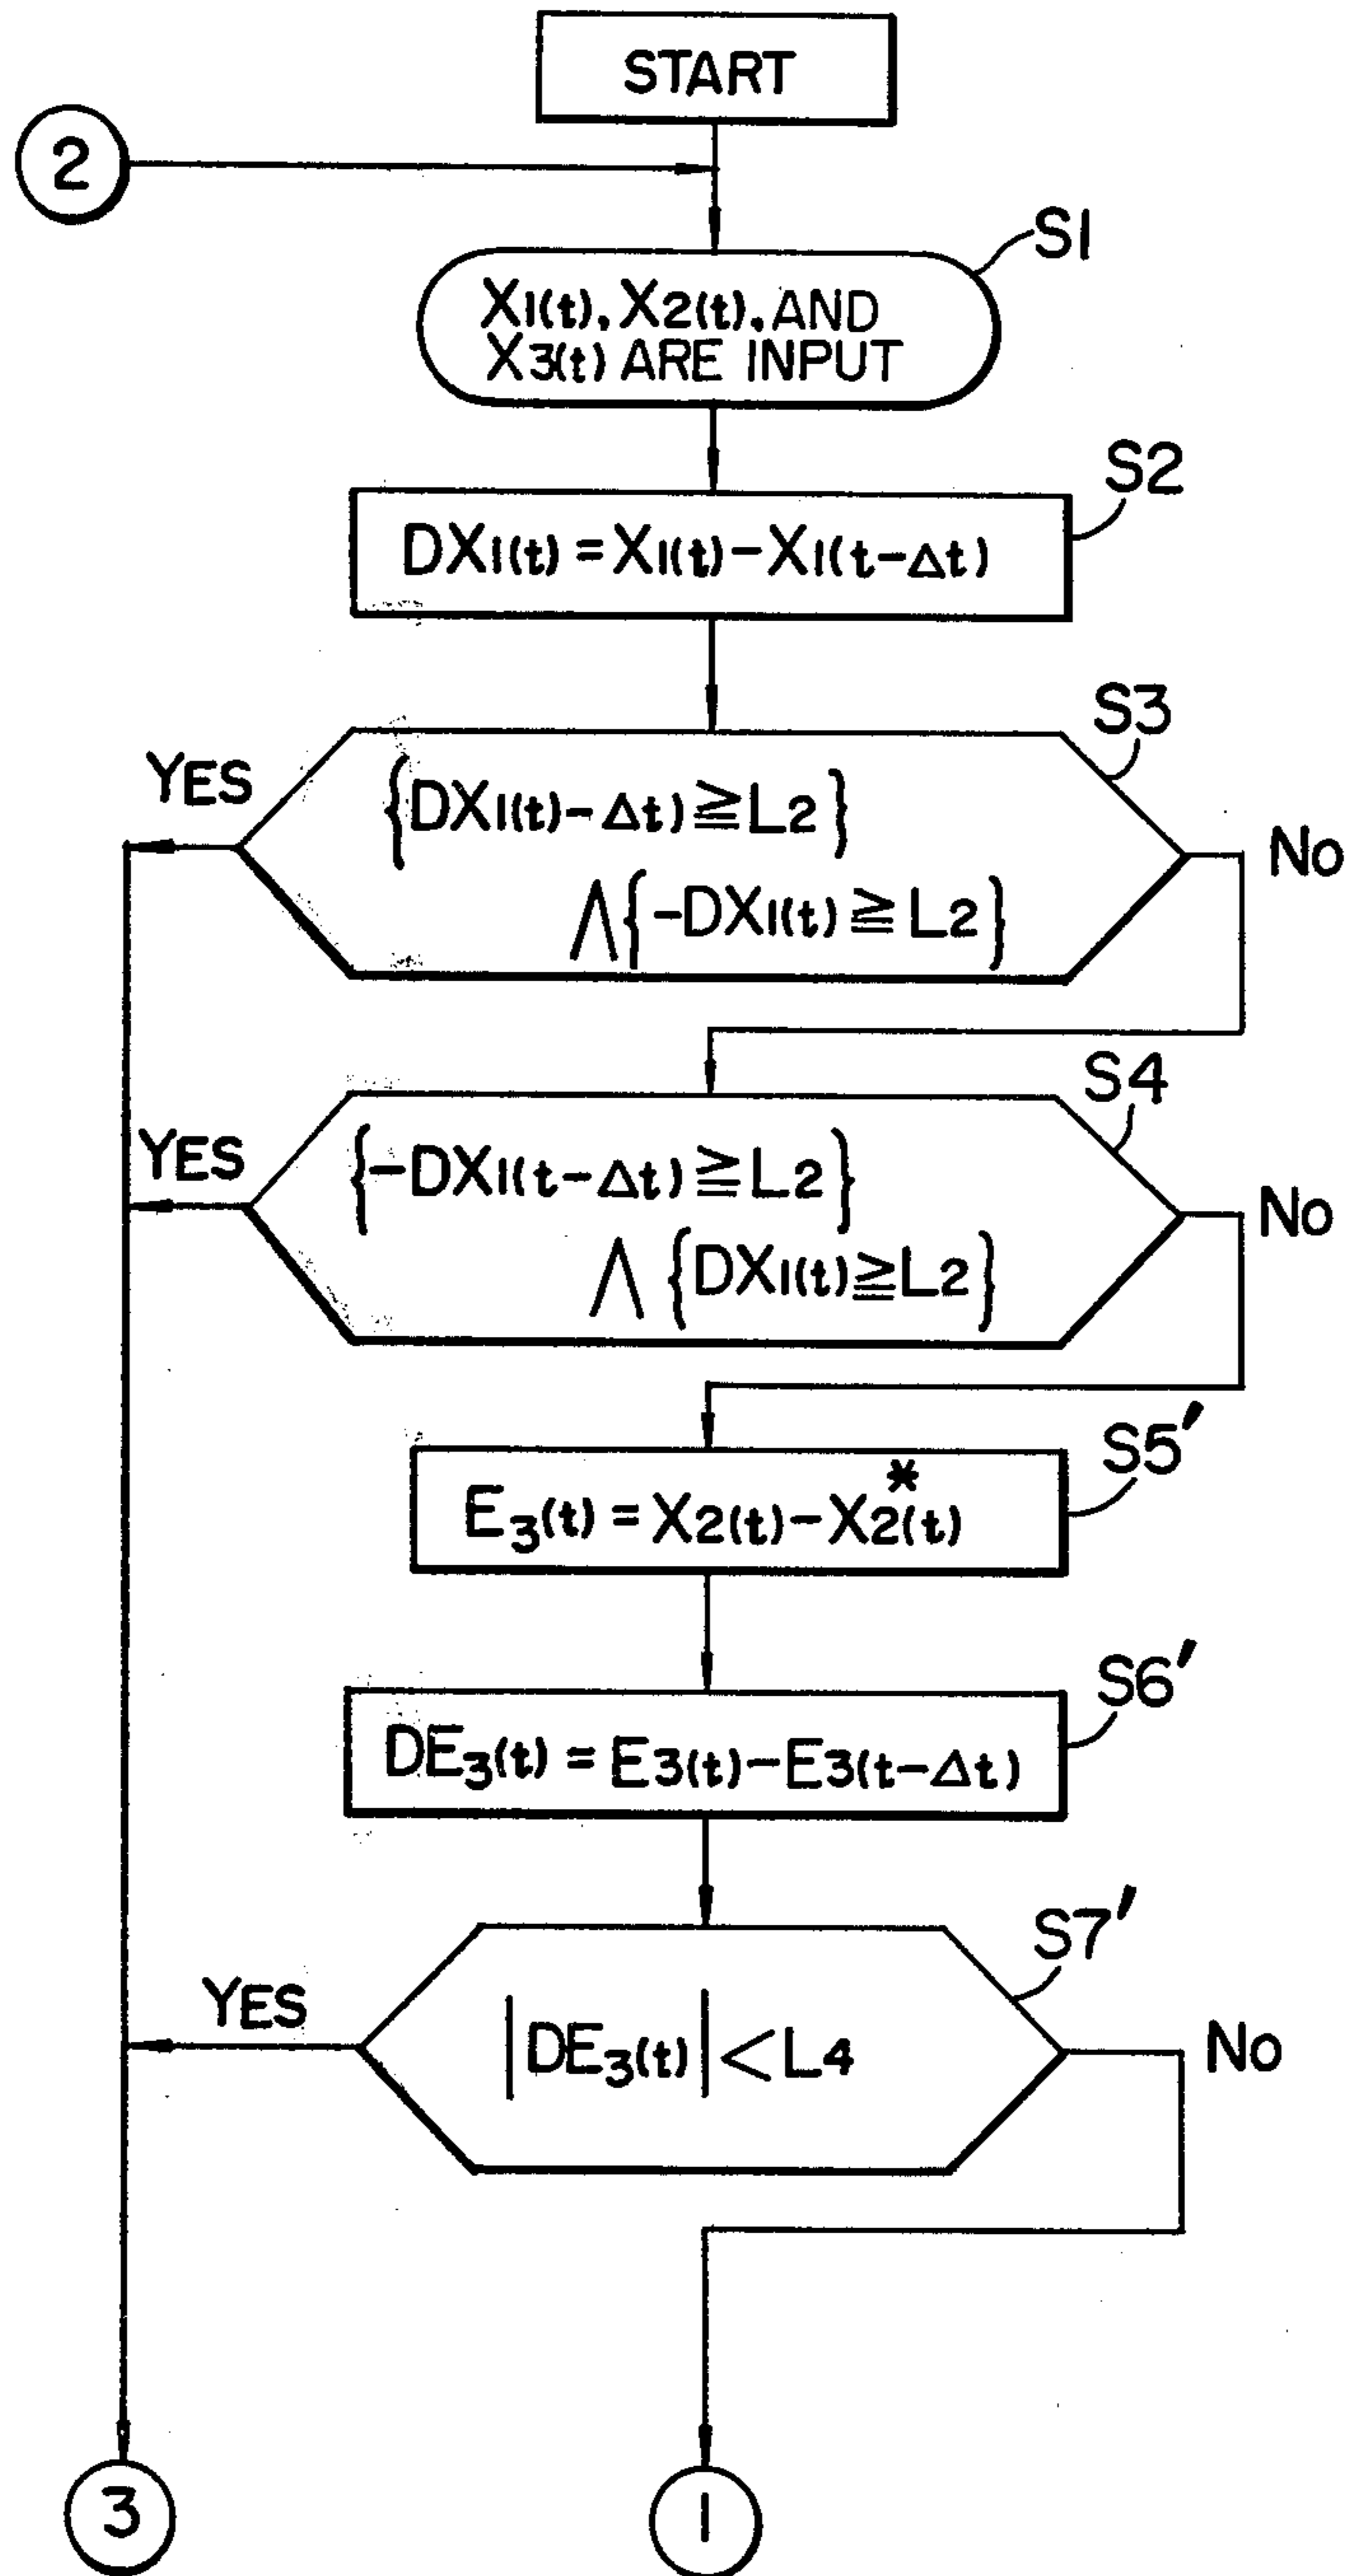 START
2
S1
X1(t), X2(t), AND
X3(t) ARE INPUT
S2
DX1(t) = X1(t) – X1(t–Δt)
S3
YES
{DX1(t) – Δt) ≧ L2}
No
⋀{–DX1(t) ≧ L2}
S4
YES
{–DX1(t–Δt) ≧ L2}
No
⋀ {DX1(t) ≧ L2}
S5′
E3(t) = X2(t) – X2*(t)
S6′
DE3(t) = E3(t) – E3(t–Δt)
S7′
YES
|DE3(t)| < L4
No
3
1